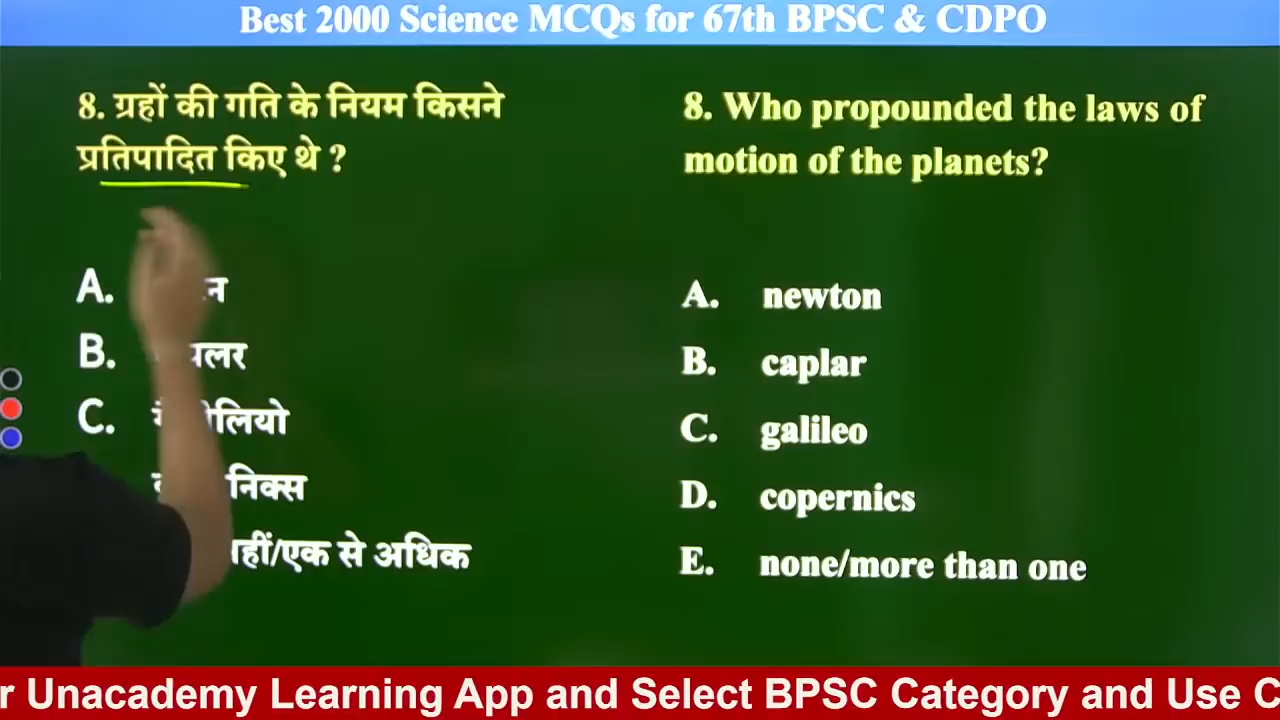 Best 2000 Science MCQs for 67th BPSC & CDPO
8. ग्रहों की गति के नियम किसने
प्रतिपादित किए थे ?
A.
B.
C.
से अधिक
8. Who propounded the laws of
motion of the planets?
A. newton
B. caplar
C. galileo
D. copernics
E. none/more than one
r Unacademy Learning App and Select BPSC Category and Use C